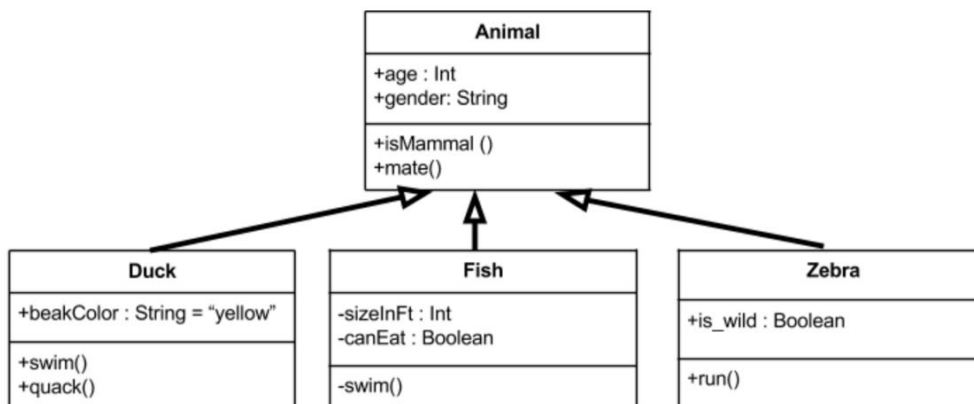 Animal
+age : Int
+gender: String
+isMammal ()
+mate()
Duck
+beakColor : String = “yellow”
+swim()
+quack()
Fish
-sizeInFt : Int
-canEat : Boolean
-swim()
Zebra
+is_wild : Boolean
+run()